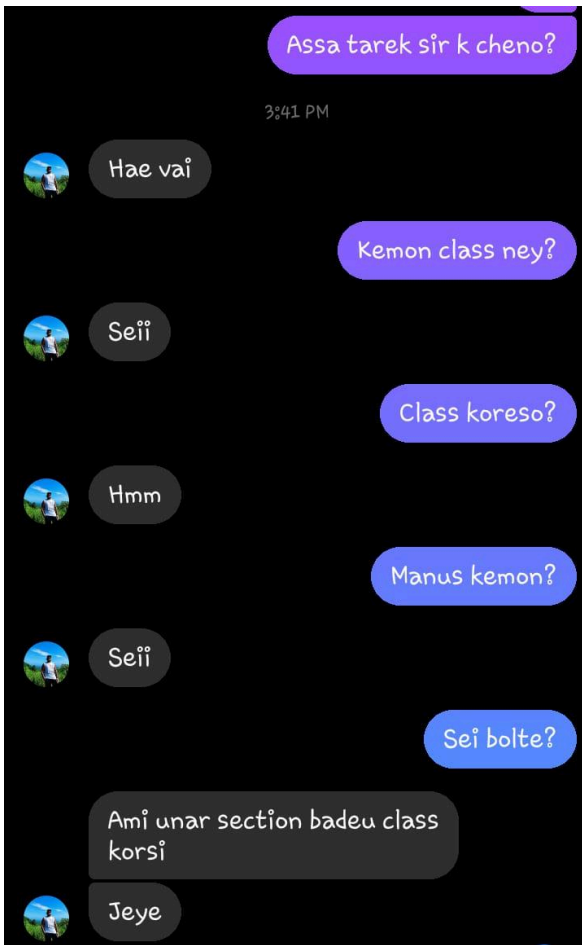 Assa tarek sir k cheno?
3:41 PM
Hae vai
Kemon class ney?
Seii
Class koreso?
Hmm
Manus kemon?
Seii
Sei bolte?
Ami unar section badeu class
korsi
Jeye